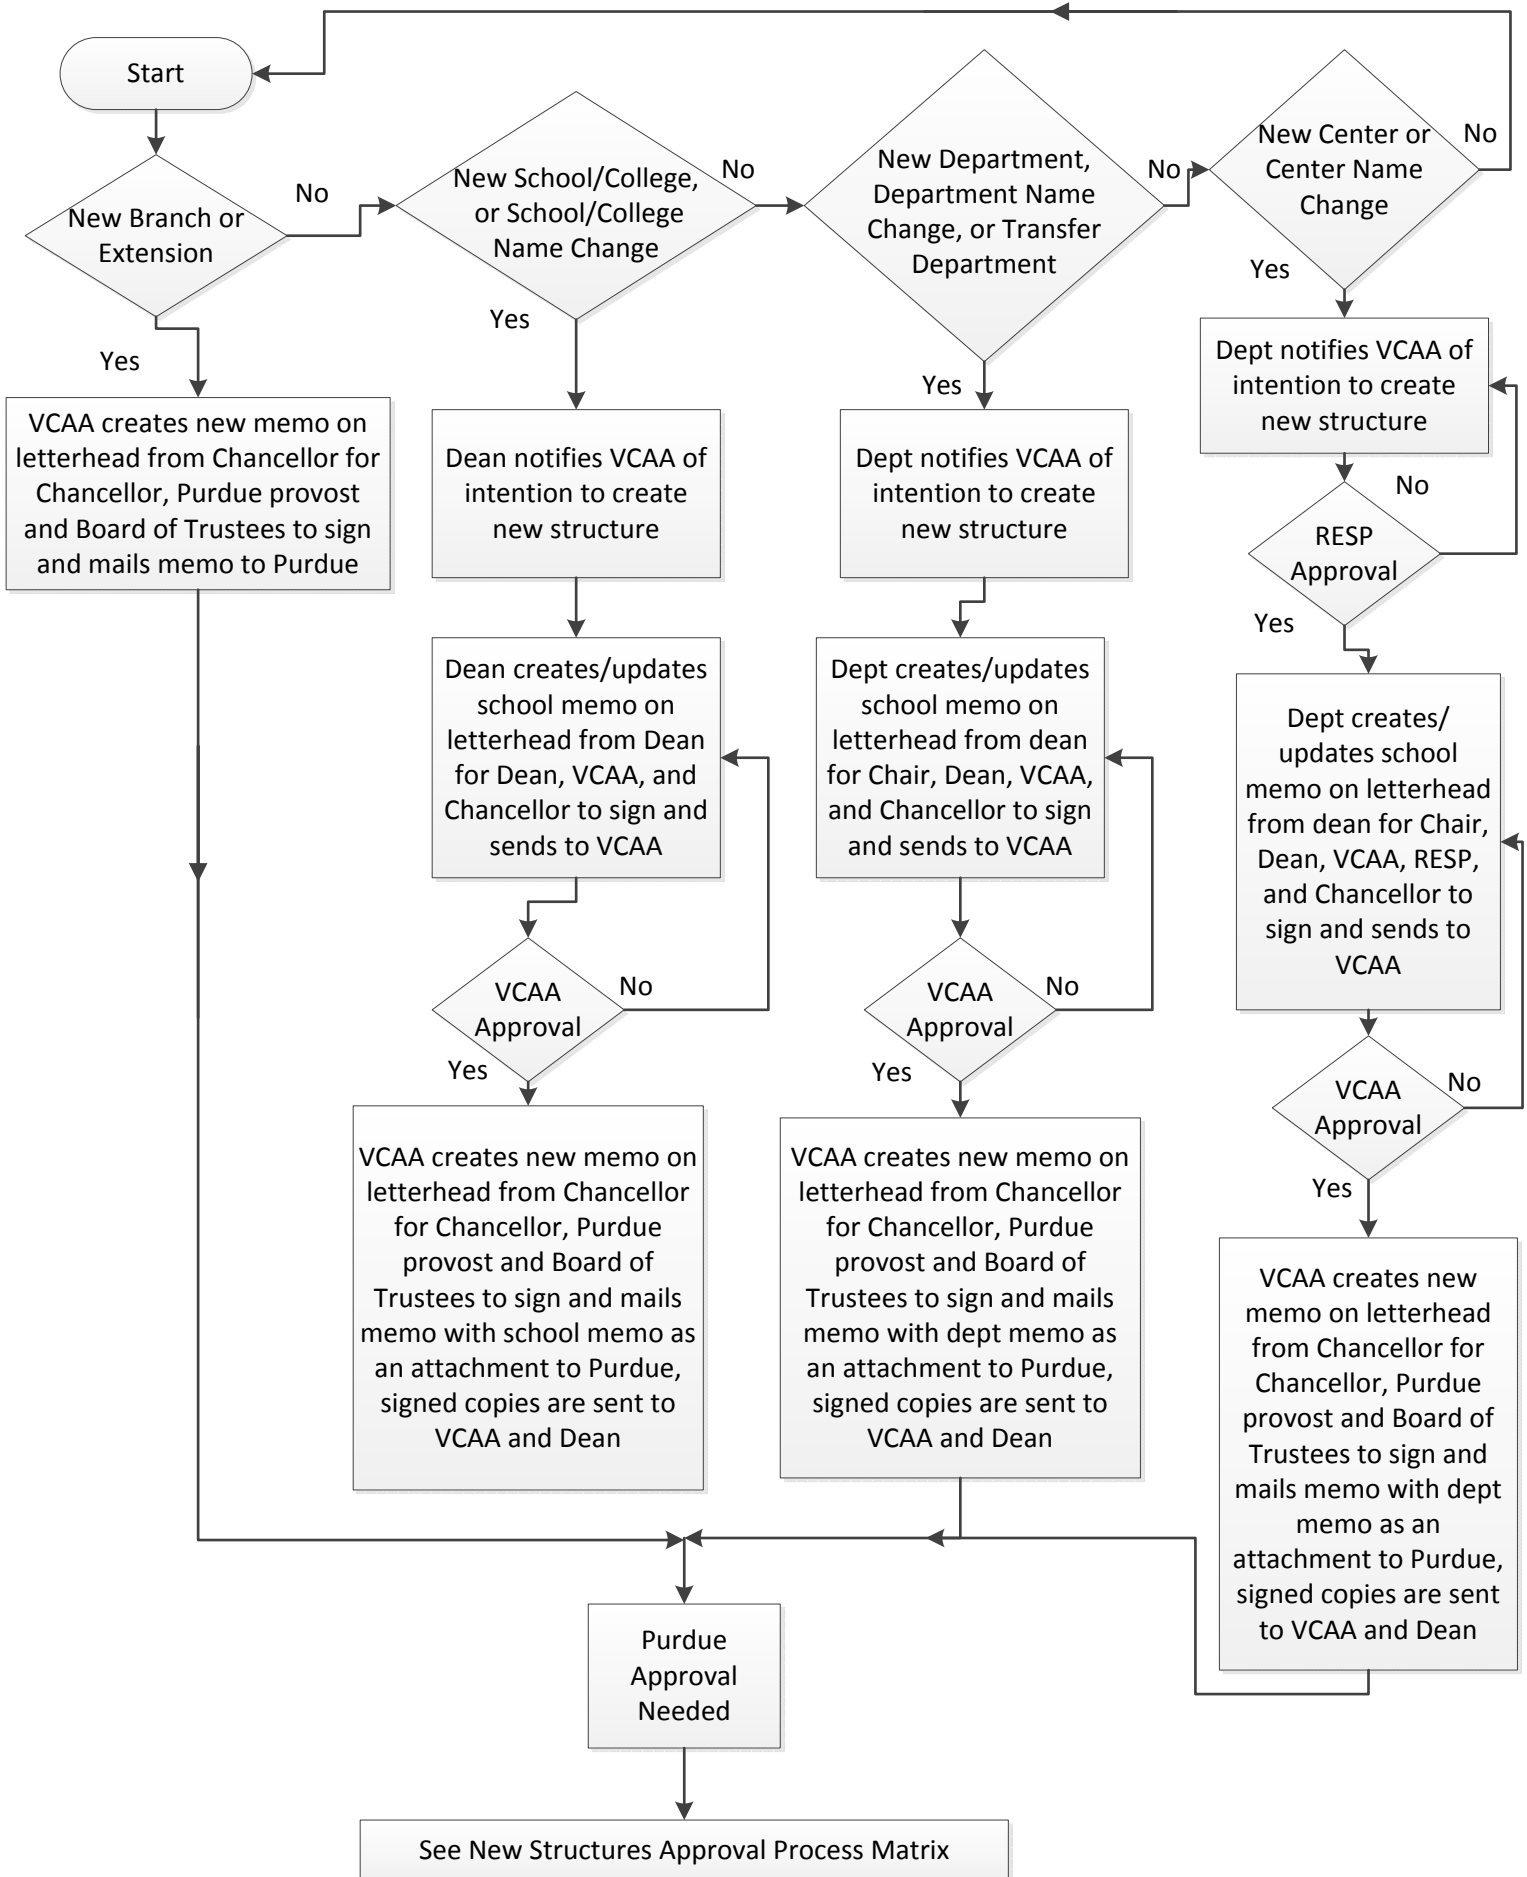 Start
New Branch or
Extension
No
Yes
VCAA creates new memo on
letterhead from Chancellor for
Chancellor, Purdue provost
and Board of Trustees to sign
and mails memo to Purdue
New School/College,
or School/College
Name Change
No
Yes
Dean notifies VCAA of
intention to create
new structure
Dean creates/updates
school memo on
letterhead from Dean
for Dean, VCAA, and
Chancellor to sign and
sends to VCAA
VCAA
Approval
No
Yes
VCAA creates new memo on
letterhead from Chancellor
for Chancellor, Purdue
provost and Board of
Trustees to sign and mails
memo with school memo as
an attachment to Purdue,
signed copies are sent to
VCAA and Dean
New Department,
Department Name
Change, or Transfer
Department
No
Yes
Dept notifies VCAA of
intention to create
new structure
Dept creates/updates
school memo on
letterhead from dean
for Chair, Dean, VCAA,
and Chancellor to sign
and sends to VCAA
VCAA
Approval
No
Yes
VCAA creates new memo on
letterhead from Chancellor
for Chancellor, Purdue
provost and Board of
Trustees to sign and mails
memo with dept memo as
an attachment to Purdue,
signed copies are sent to
VCAA and Dean
New Center or
Center Name
Change
No
Yes
Dept notifies VCAA of
intention to create
new structure
RESP
Approval
No
Yes
Dept creates/
updates school
memo on letterhead
from dean for Chair,
Dean, VCAA, RESP,
and Chancellor to
sign and sends to
VCAA
VCAA
Approval
No
Yes
VCAA creates new
memo on letterhead
from Chancellor for
Chancellor, Purdue
provost and Board of
Trustees to sign and
mails memo with dept
memo as an
attachment to Purdue,
signed copies are sent
to VCAA and Dean
Purdue
Approval
Needed
See New Structures Approval Process Matrix